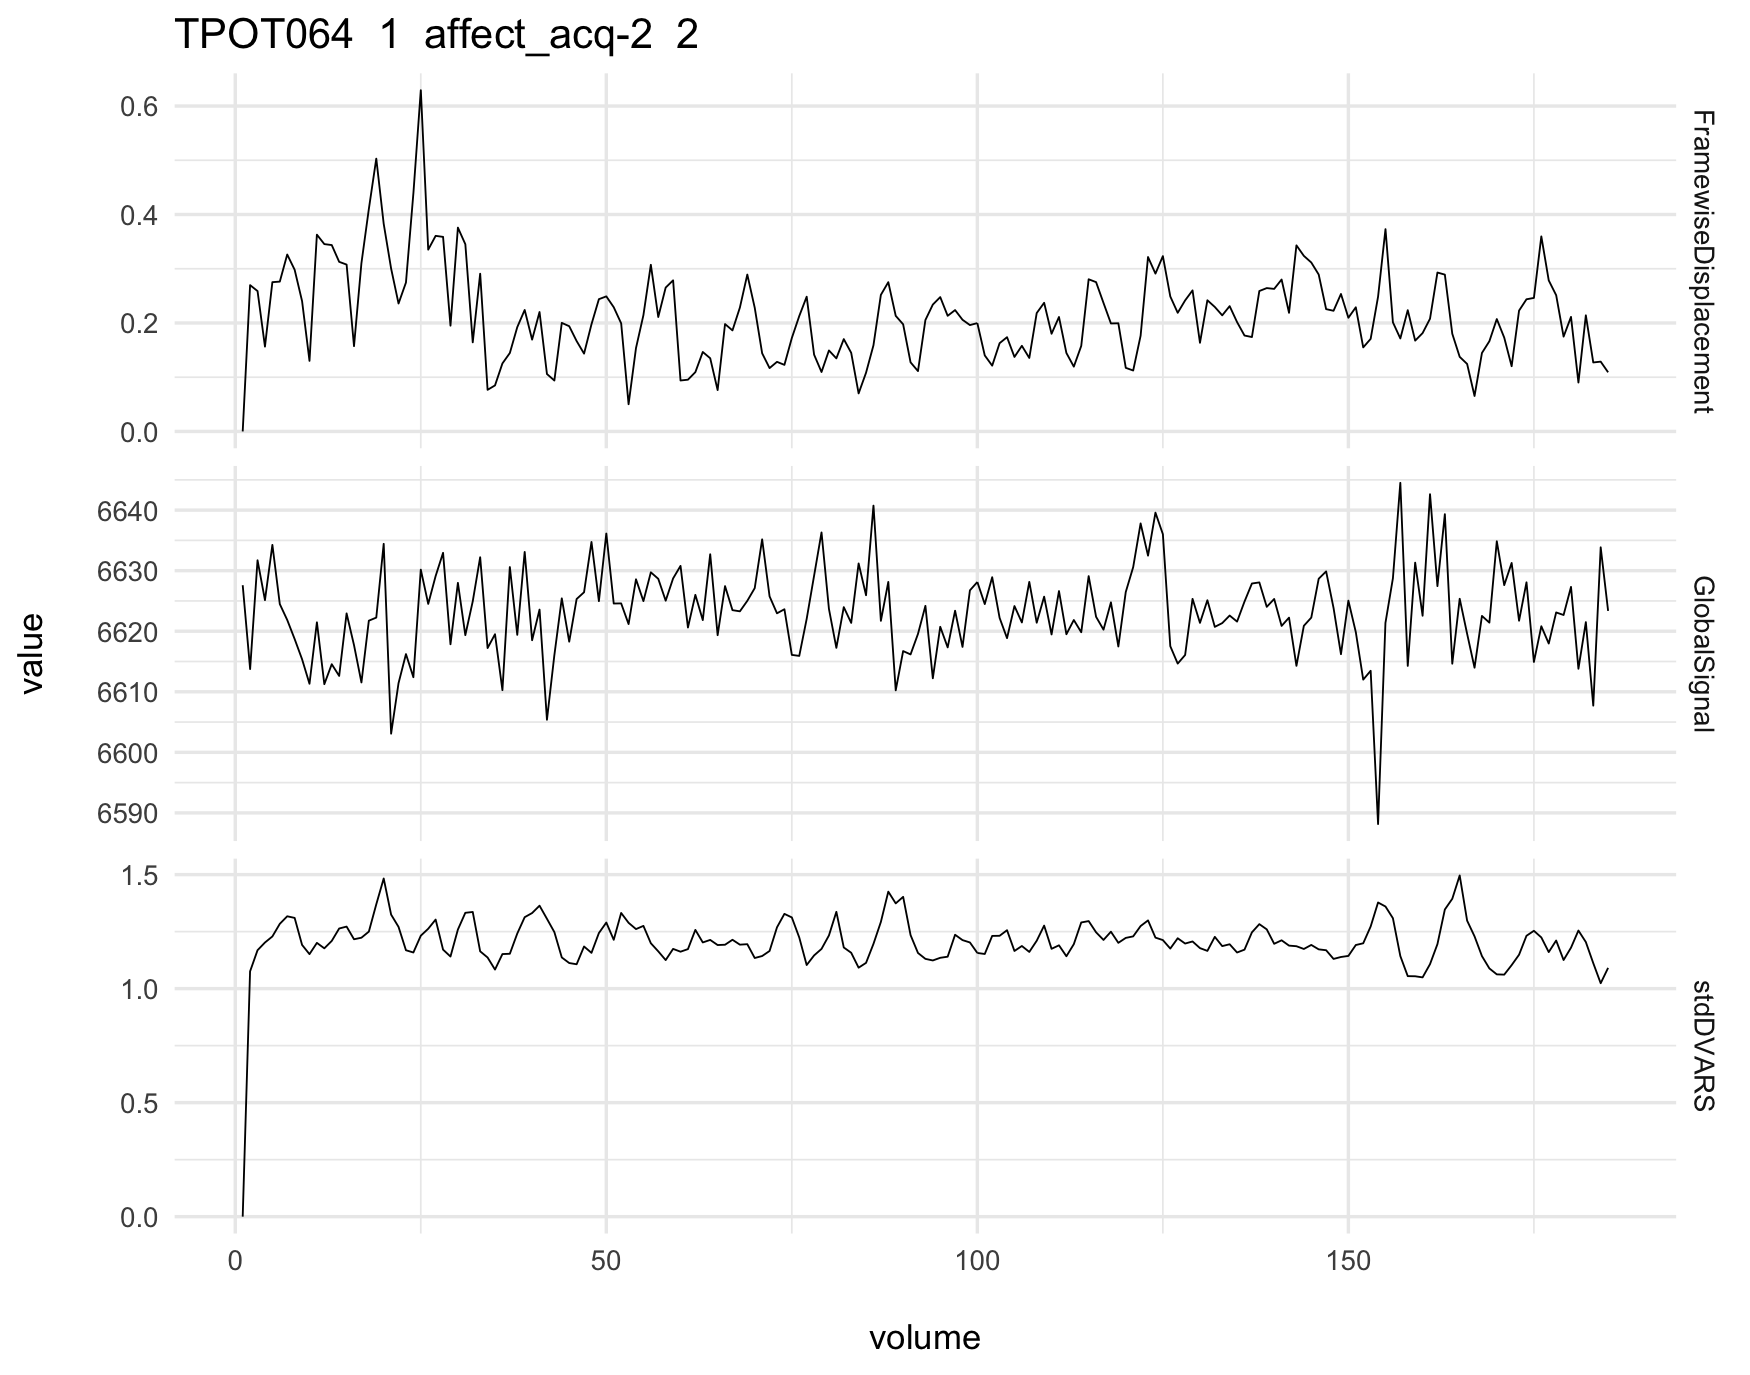 TPOT064  1  affect_acq-2  2
0.6
0.4
0.2
0.0
FramewiseDisplacement
6640
6630
6620
6610
6600
6590
GlobalSignal
1.5
1.0
0.5
0.0
stdDVARS
value
0 50 100 150
volume